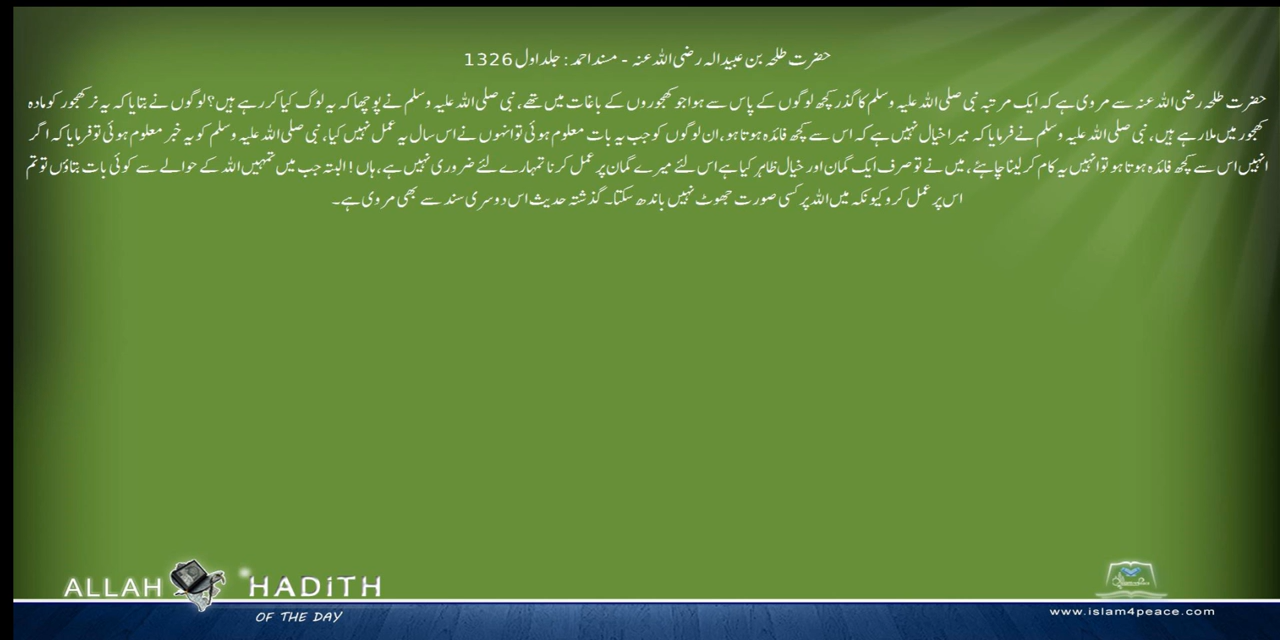 حضرت طلحہ بن عبیدالہ رضی اللہ عنہ - مسند احمد : جلد اول 1326
حضرت طلحہ رضی اللہ عنہ سے مروی ہے کہ ایک مرتبہ نبی صلی اللہ علیہ وسلم کا گذر کچھ لوگوں کے پاس سے ہوا جو کھجوروں کے باغات میں تھے، نبی صلی اللہ علیہ وسلم نے پوچھا کہ یہ لوگ کیا کر رہے ہیں؟ لوگوں نے بتایا کہ یہ نر کھجور کو مادہ
کھجور میں ملا رہے ہیں، نبی صلی اللہ علیہ وسلم نے فرمایا کہ میرا خیال نہیں ہے کہ اس سے کچھ فائدہ ہوتا ہو، ان لوگوں کو جب یہ بات معلوم ہوئی تو انہوں نے اس سال یہ عمل نہیں کیا، نبی صلی اللہ علیہ وسلم کو یہ خبر معلوم ہوئی تو فرمایا کہ اگر
انہیں اس سے کچھ فائدہ ہوتا ہو تو انہیں یہ کام کر لینا چاہئے، میں نے تو صرف ایک گمان اور خیال ظاہر کیا ہے اس لئے میرے گمان پر عمل کرنا تمہارے لئے ضروری نہیں ہے، ہاں ! البتہ جب میں تمہیں اللہ کے حوالے سے کوئی بات بتاؤں تو تم
اس پر عمل کرو کیونکہ میں اللہ پر کسی صورت جھوٹ نہیں باندھ سکتا۔ گذشتہ حدیث اس دوسری سند سے بھی مروی ہے۔
ALLAH HADITH
OF THE DAY
www.islam4peace.com